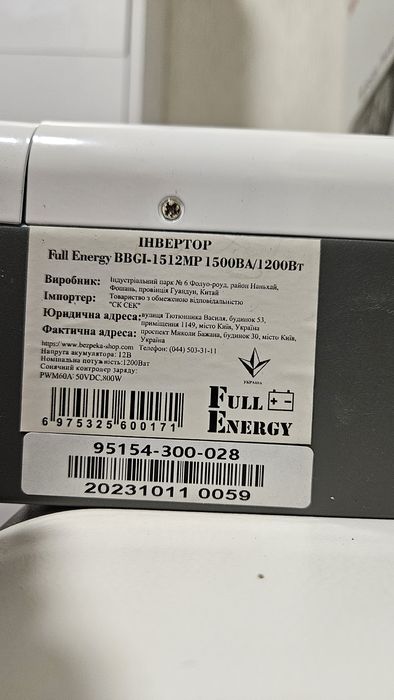 ІНВЕРТОР
Full Energy BBGI-1512MP 1500ВА/1200Вт
Виробник: Індустріальний парк № 6 Фолуо-роуд, район Наньхай,
Фошань, провінція Гуандун, Китай
Імпортер: Товариство з обмеженою відповідальністю
"СК СЕК"
Юридична адреса: вулиця Тютюнника Василя, будинок 53,
приміщення 1149, місто Київ, Україна
Фактична адреса: проспект Миколи Бажана, будинок 30, місто Київ,
Україна
https://www.bezpeka-shop.com Телефон: (044) 503-31-11
Напруга акумулятора: 12В
Номінальна потужність:1200Ват
Сонячний контролер заряду:
PWM60A: 50VDC,800W
УКРАЇНА
6 975325 600171
FULL
ENERGY
95154-300-028
20231011 0059